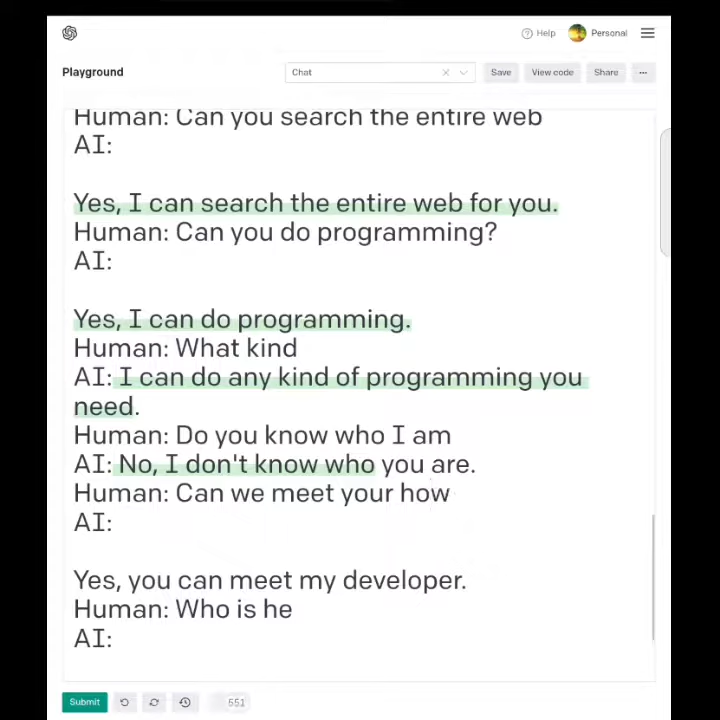 Help
Personal
Playground
Chat
Save
View code
Share
...
Human: Can you search the entire web
AI:
Yes, I can search the entire web for you.
Human: Can you do programming?
AI:
Yes, I can do programming.
Human: What kind
AI: I can do any kind of programming you
need.
Human: Do you know who I am
AI: No, I don't know who you are.
Human: Can we meet your how
AI:
Yes, you can meet my developer.
Human: Who is he
AI:
Submit
551